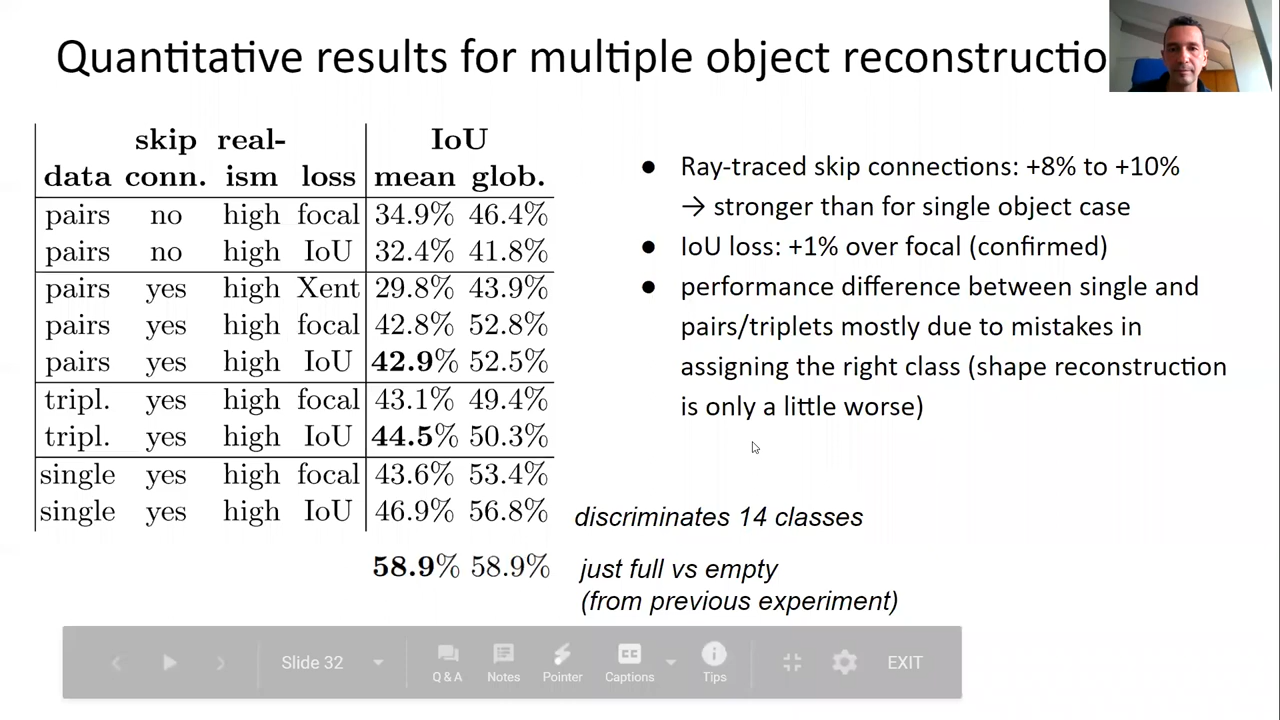 Quantitative results for multiple object reconstructio
skip real- IoU
data conn. ism loss mean glob.
pairs no high focal 34.9% 46.4%
pairs no high IoU 32.4% 41.8%
pairs yes high Xent 29.8% 43.9%
pairs yes high focal 42.8% 52.8%
pairs yes high IoU 42.9% 52.5%
tripl. yes high focal 43.1% 49.4%
tripl. yes high IoU 44.5% 50.3%
single yes high focal 43.6% 53.4%
single yes high IoU 46.9% 56.8%
discriminates 14 classes
58.9% 58.9%
just full vs empty
(from previous experiment)
● Ray-traced skip connections: +8% to +10%
→ stronger than for single object case
● IoU loss: +1% over focal (confirmed)
● performance difference between single and
pairs/triplets mostly due to mistakes in
assigning the right class (shape reconstruction
is only a little worse)
Slide 32
Q & A
Notes
Pointer
Captions
Tips
EXIT